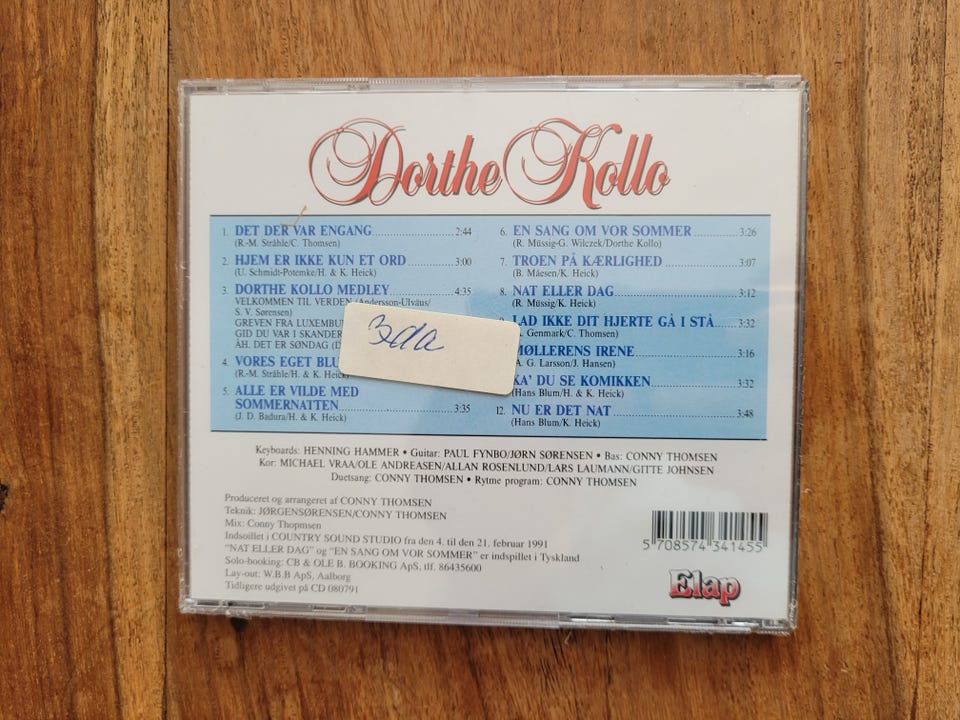 Dorthe Kollo
1. DET DER VAR ENGANG 2:44
(R.-M. Strähle/C. Thomsen)
2. HJEM ER IKKE KUN ET ORD 3:00
(U. Schmidt-Potemke/H. & K. Heick)
3. DORTHE KOLLO MEDLEY 4:35
VELKOMMEN TIL VERDEN (Andersson-Ulväus/
S. V. Sørensen)
GREVEN FRA LUXEMBU
GID DU VAR I SKANDER
ÅH, DET ER SØNDAG (D
4. VORES EGET BLU
(R.-M. Strähle/H. & K. Heick)
5. ALLE ER VILDE MED
SOMMERNATTEN 3:35
(J. D. Badura/H. & K. Heick)
6. EN SANG OM VOR SOMMER 3:26
(R. Müssig-G. Wilczek/Dorthe Kollo)
7. TROEN PÅ KÆRLIGHED 3:07
(B. Mäesen/K. Heick)
8. NAT ELLER DAG 3:12
(R. Müssig/K. Heick)
LAD IKKE DIT HJERTE GÅ I STÅ 3:32
. Genmark/C. Thomsen)
MØLLERENS IRENE 3:16
A. G. Larsson/J. Hansen)
KA' DU SE KOMIKKEN 3:32
(Hans Blum/H. & K. Heick)
12. NU ER DET NAT 3:48
(Hans Blum/K. Heick)
Keyboards: HENNING HAMMER • Guitar: PAUL FYNBO/JØRN SØRENSEN • Bas: CONNY THOMSEN
Kor: MICHAEL VRAA/OLE ANDREASEN/ALLAN ROSENLUND/LARS LAUMANN/GITTE JOHNSEN
Duetsang: CONNY THOMSEN • Rytme program: CONNY THOMSEN
Produceret og arrangeret af CONNY THOMSEN
Teknik: JØRGENSØRENSEN/CONNY THOMSEN
Mix: Conny Thopmsen
Indsoillet i COUNTRY SOUND STUDIO fra den 4. til den 21. februar 1991
"NAT ELLER DAG" og "EN SANG OM VOR SOMMER" er indspillet i Tyskland
Solo-booking: CB & OLE B. BOOKING ApS, tlf. 86435600
Lay-out: W.B.B ApS, Aalborg
Tidligere udgivet på CD 080791
5 708574 341455
Elap